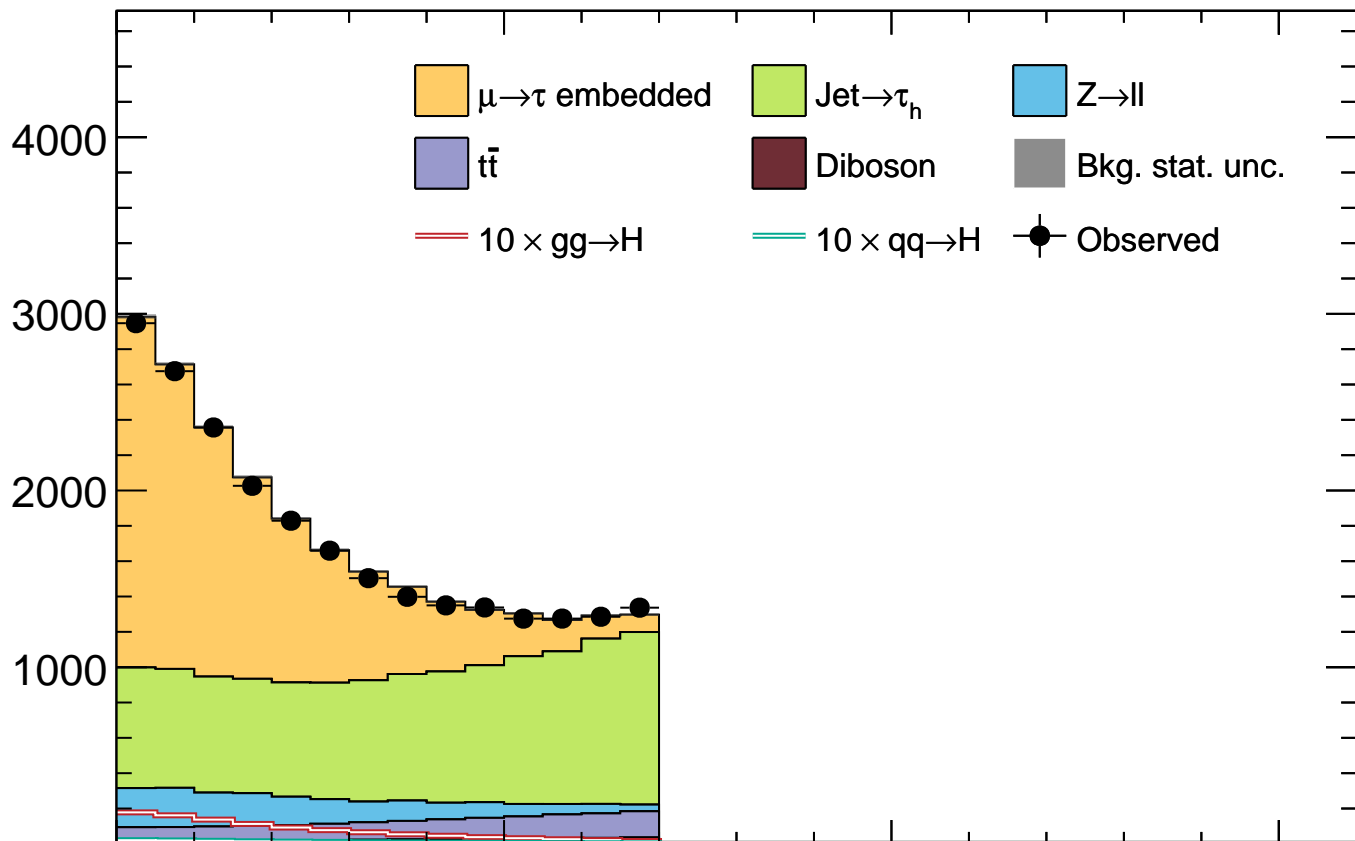 μ→τ embedded
Jet→τh
Z→ll
tt̄
Diboson
Bkg. stat. unc.
10 × gg→H
10 × qq→H
Observed
4000
3000
2000
1000